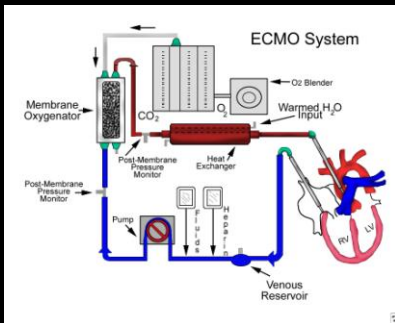 ECMO System
O₂ Blender
Membrane
Oxygenator
CO₂
O₂
Warmed H₂O
Input
Post-Membrane
Pressure
Monitor
Heat
Exchanger
Post-Membrane
Pressure
Monitor
Pump
Fluids
Heparin
RV
LV
Venous
Reservoir